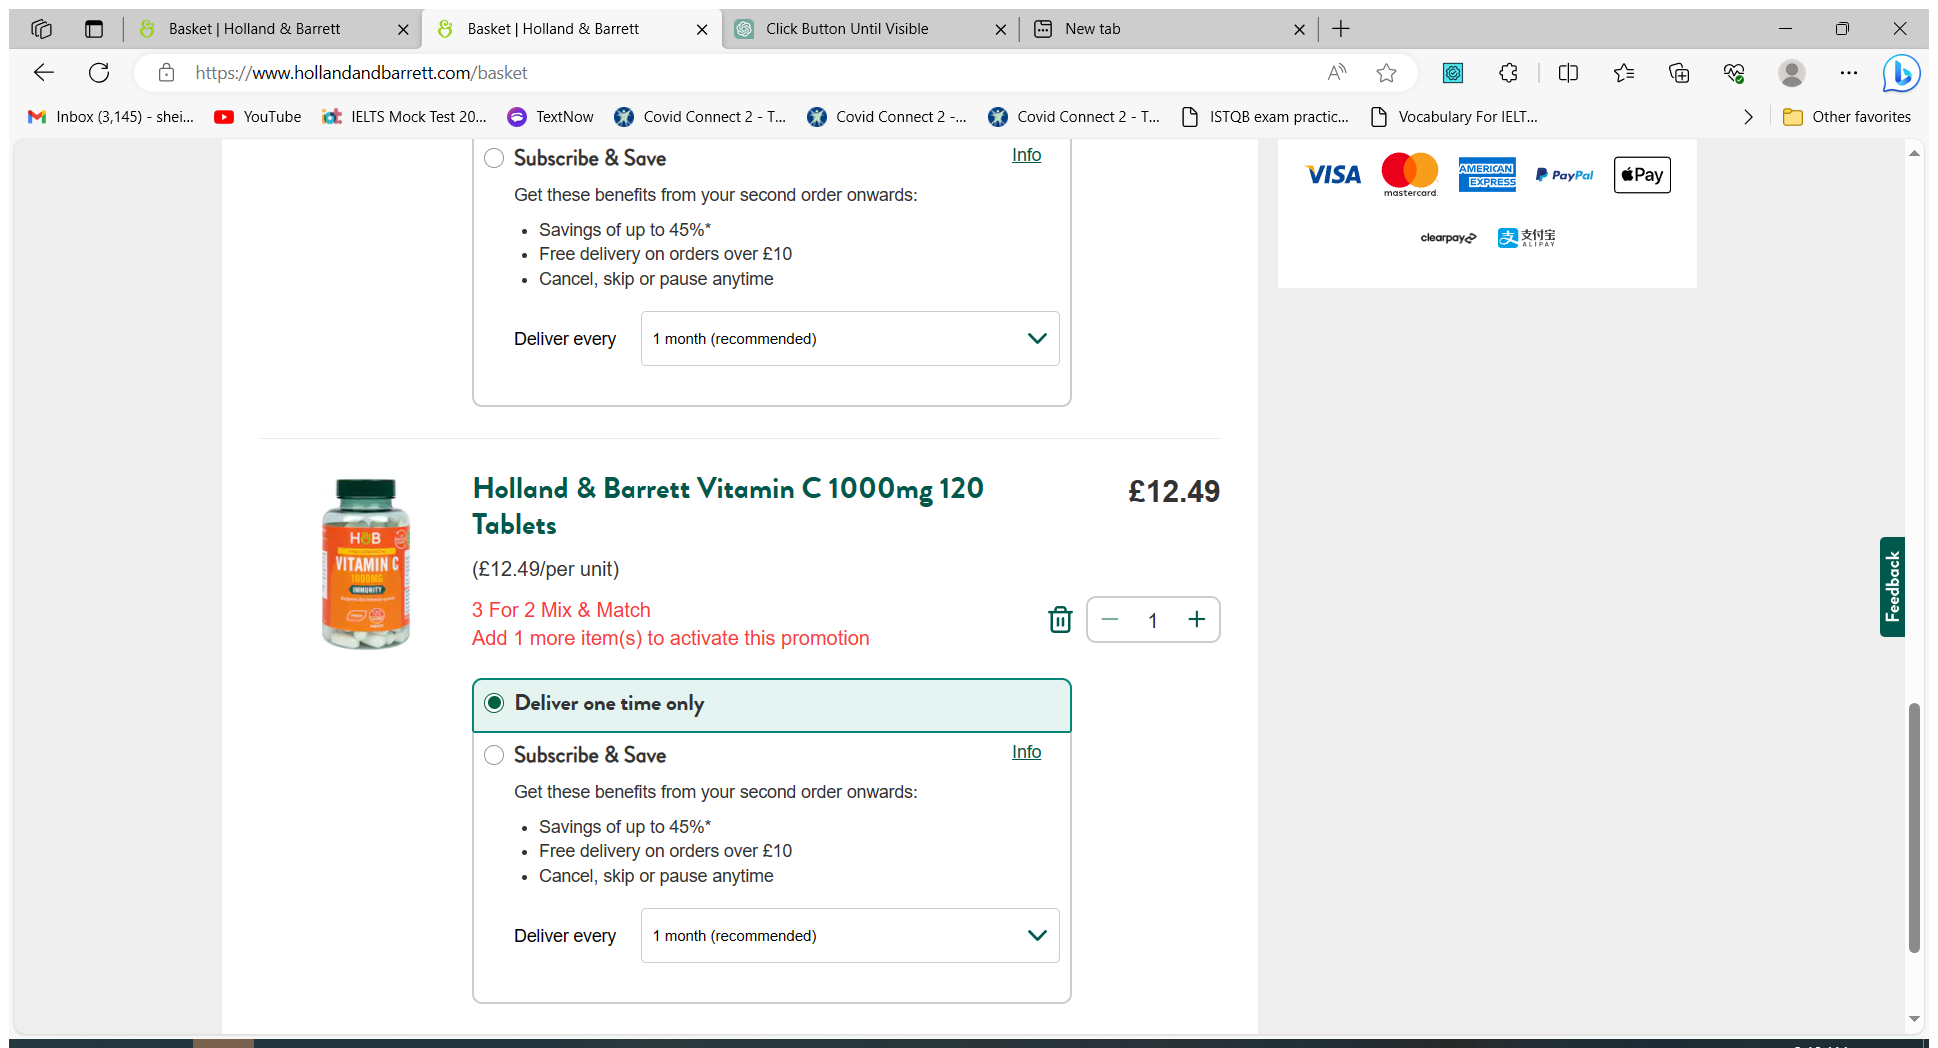 Basket | Holland & Barrett
Basket | Holland & Barrett
Click Button Until Visible
New tab
https://www.hollandandbarrett.com/basket
Inbox (3,145) - shei...
YouTube
IELTS Mock Test 20...
TextNow
Covid Connect 2 - T...
Covid Connect 2 -...
Covid Connect 2 - T...
ISTQB exam practic...
Vocabulary For IELT...
Other favorites
Subscribe & Save
Info
Get these benefits from your second order onwards:
Savings of up to 45%*
Free delivery on orders over £10
Cancel, skip or pause anytime
Deliver every
1 month (recommended)
VISA
mastercard.
AMERICAN
EXPRESS
PayPal
Pay
clearpay
支 支付宝
ALIPAY
H&B
VITAMIN C
1000MG
IMMUNITY
Holland & Barrett Vitamin C 1000mg 120
Tablets
£12.49
(£12.49/per unit)
3 For 2 Mix & Match
Add 1 more item(s) to activate this promotion
1
Deliver one time only
Subscribe & Save
Info
Get these benefits from your second order onwards:
Savings of up to 45%*
Free delivery on orders over £10
Cancel, skip or pause anytime
Deliver every
1 month (recommended)
Feedback